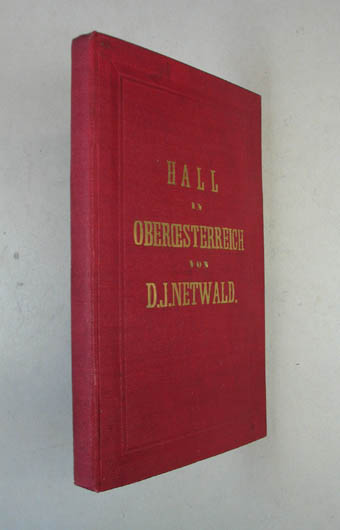 HALL
IN
OBERŒSTERREICH
VON
D.J.NETWALD.